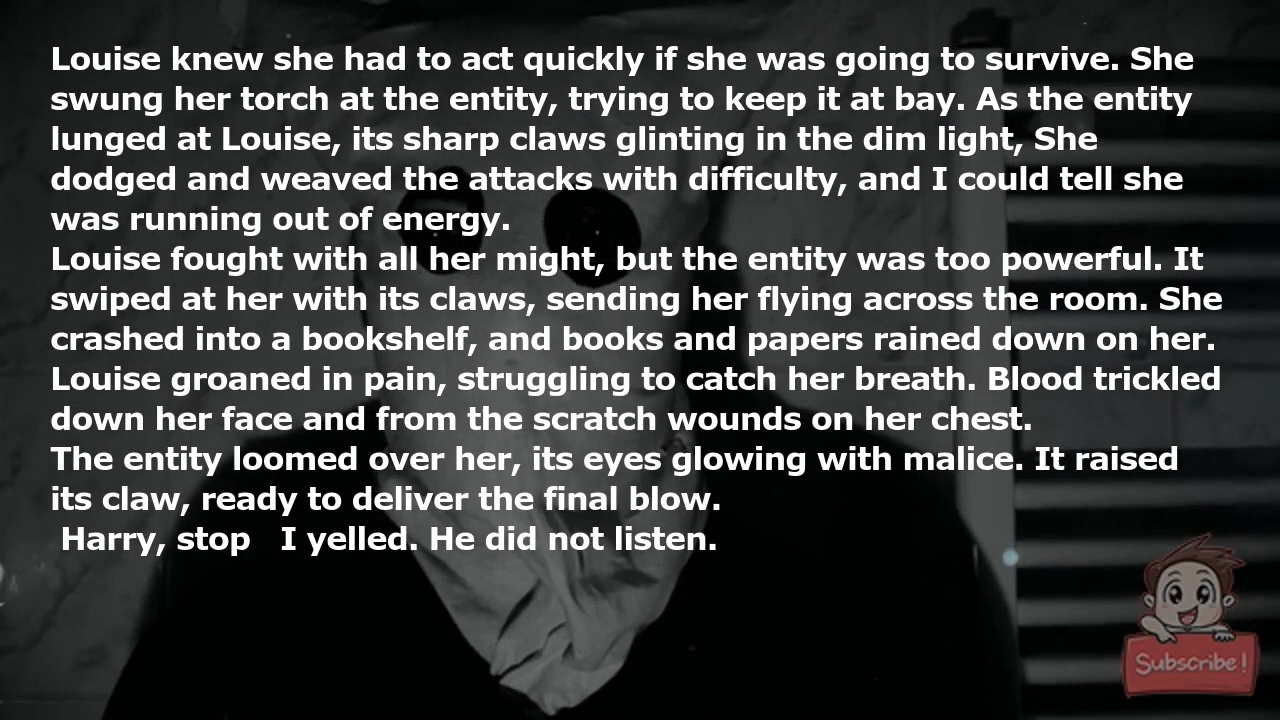 Louise knew she had to act quickly if she was going to survive. She
swung her torch at the entity, trying to keep it at bay. As the entity
lunged at Louise, its sharp claws glinting in the dim light, She
dodged and weaved the attacks with difficulty, and I could tell she
was running out of energy.
Louise fought with all her might, but the entity was too powerful. It
swiped at her with its claws, sending her flying across the room. She
crashed into a bookshelf, and books and papers rained down on her.
Louise groaned in pain, struggling to catch her breath. Blood trickled
down her face and from the scratch wounds on her chest.
The entity loomed over her, its eyes glowing with malice. It raised
its claw, ready to deliver the final blow.
Harry, stop   I yelled. He did not listen.
Subscribe!